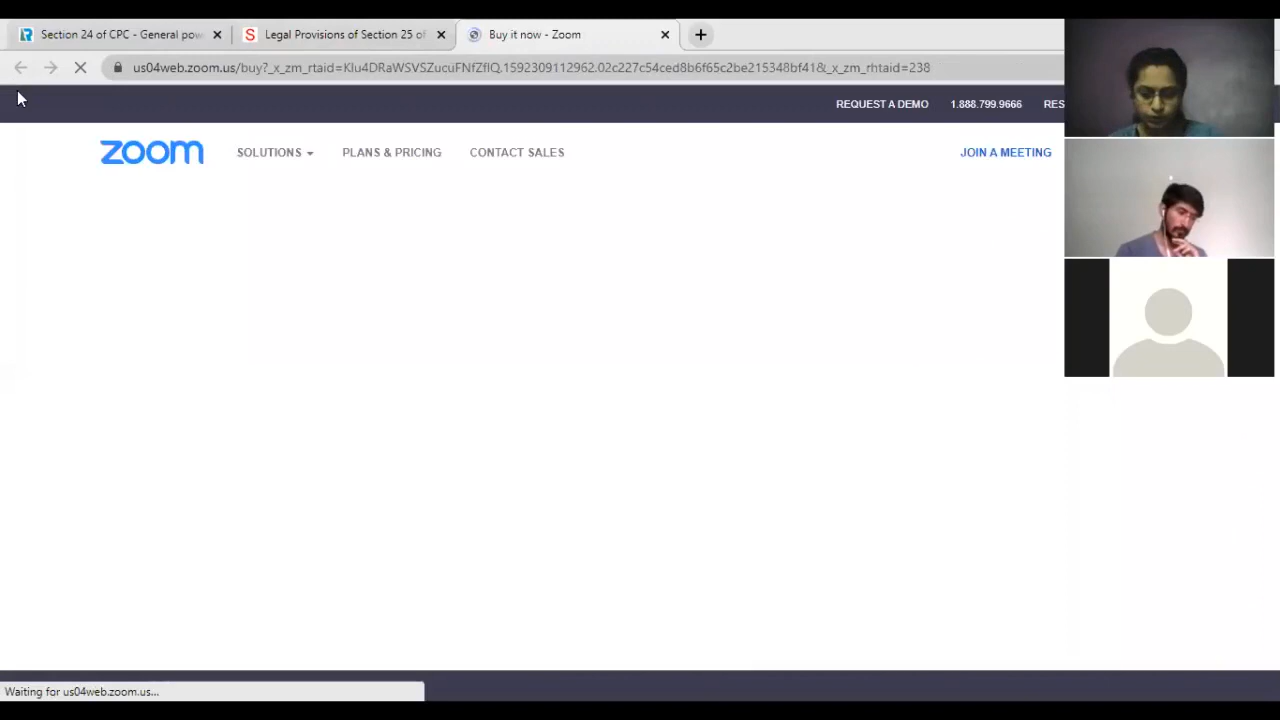 Section 24 of CPC - General pow
Legal Provisions of Section 25 of
Buy it now - Zoom
us04web.zoom.us/buy?_x_zm_rtaid=Klu4DRaWSVSZucuFNfZflQ.1592309112962.02c227c54ced8b6f65c2be215348bf41&_x_zm_rhtaid=238
REQUEST A DEMO 1.888.799.9666 RES
zoom SOLUTIONS PLANS & PRICING CONTACT SALES JOIN A MEETING
Waiting for us04web.zoom.us...